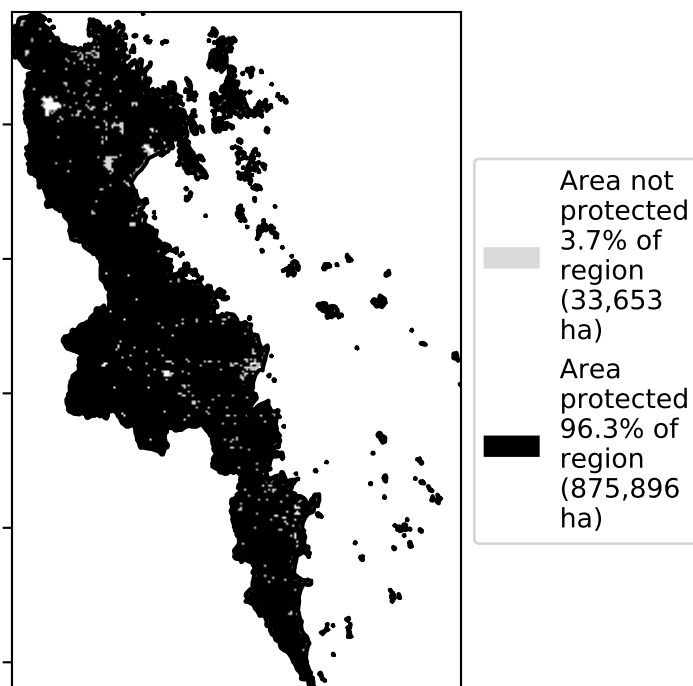 Area not
protected
3.7% of
region
(33,653
ha)
Area
protected
96.3% of
region
(875,896
ha)